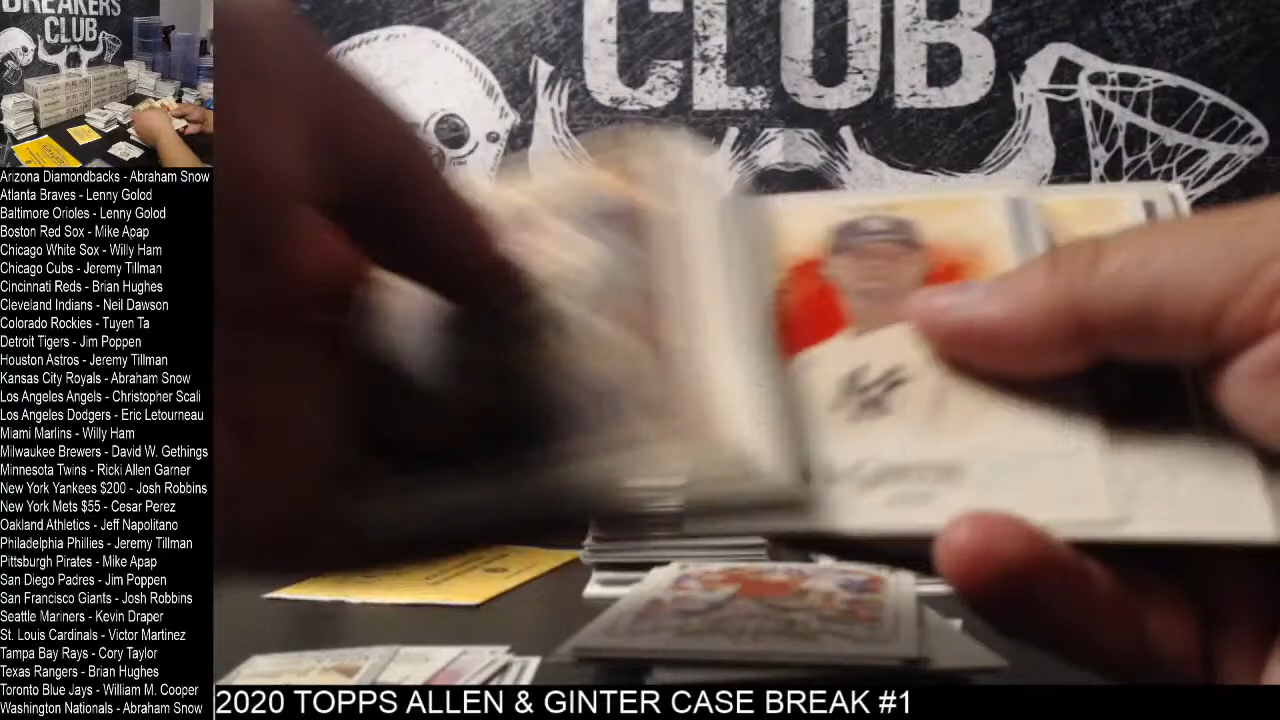 BREAKERS
CLUB
CLUB
Arizona Diamondbacks - Abraham Snow
Atlanta Braves - Lenny Golod
Baltimore Orioles - Lenny Golod
Boston Red Sox - Mike Apap
Chicago White Sox - Willy Ham
Chicago Cubs - Jeremy Tillman
Cincinnati Reds - Brian Hughes
Cleveland Indians - Neil Dawson
Colorado Rockies - Tuyen Ta
Detroit Tigers - Jim Poppen
Houston Astros - Jeremy Tillman
Kansas City Royals - Abraham Snow
Los Angeles Angels - Christopher Scali
Los Angeles Dodgers - Eric Letourneau
Miami Marlins - Willy Ham
Milwaukee Brewers - David W. Gethings
Minnesota Twins - Ricki Allen Garner
New York Yankees $200 - Josh Robbins
New York Mets $55 - Cesar Perez
Oakland Athletics - Jeff Napolitano
Philadelphia Phillies - Jeremy Tillman
Pittsburgh Pirates - Mike Apap
San Diego Padres - Jim Poppen
San Francisco Giants - Josh Robbins
Seattle Mariners - Kevin Draper
St. Louis Cardinals - Victor Martinez
Tampa Bay Rays - Cory Taylor
Texas Rangers - Brian Hughes
Toronto Blue Jays - William M. Cooper
Washington Nationals - Abraham Snow
2020 TOPPS ALLEN & GINTER CASE BREAK #1